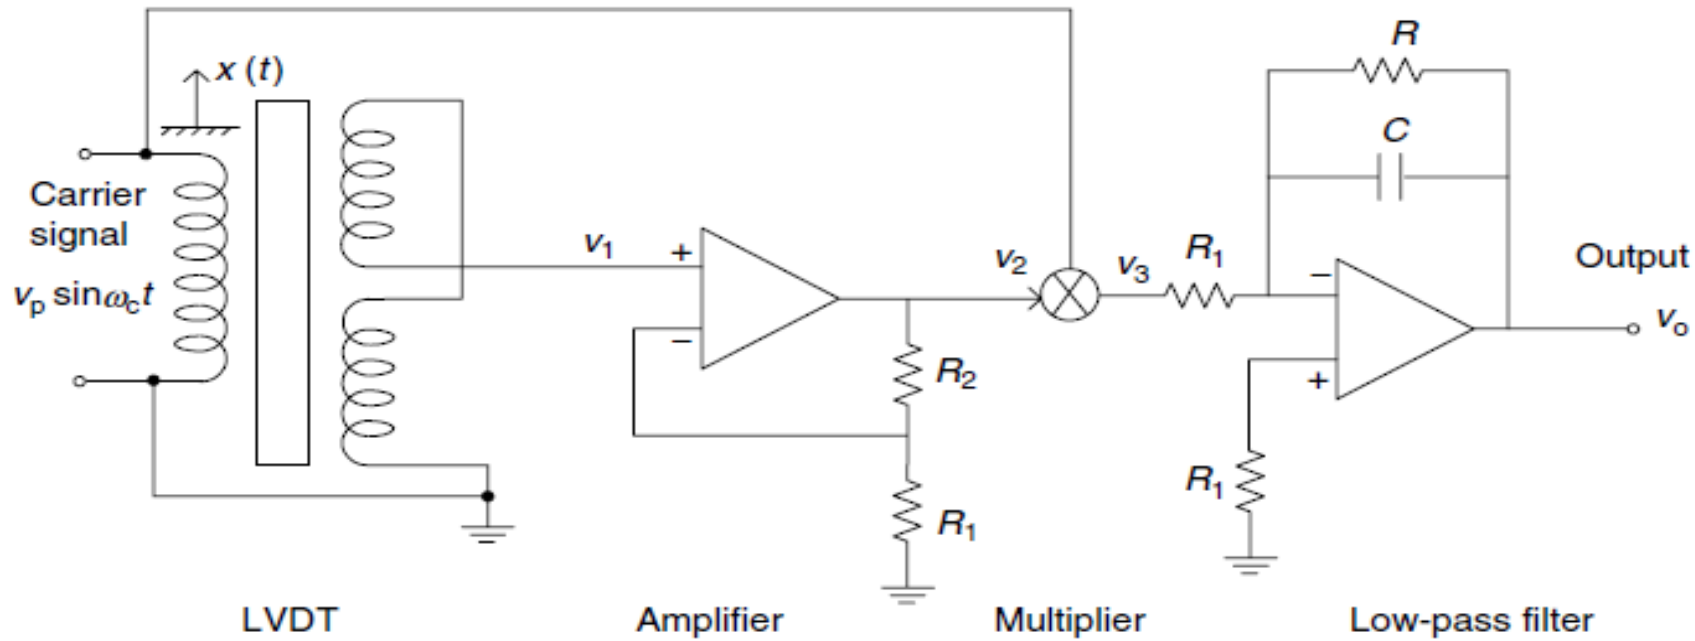 x (t)
Carrier
signal
vp sinωct
v1
+
−
R2
R1
v2
v3
R1
R
C
−
+
R1
Output
vo
LVDT
Amplifier
Multiplier
Low-pass filter